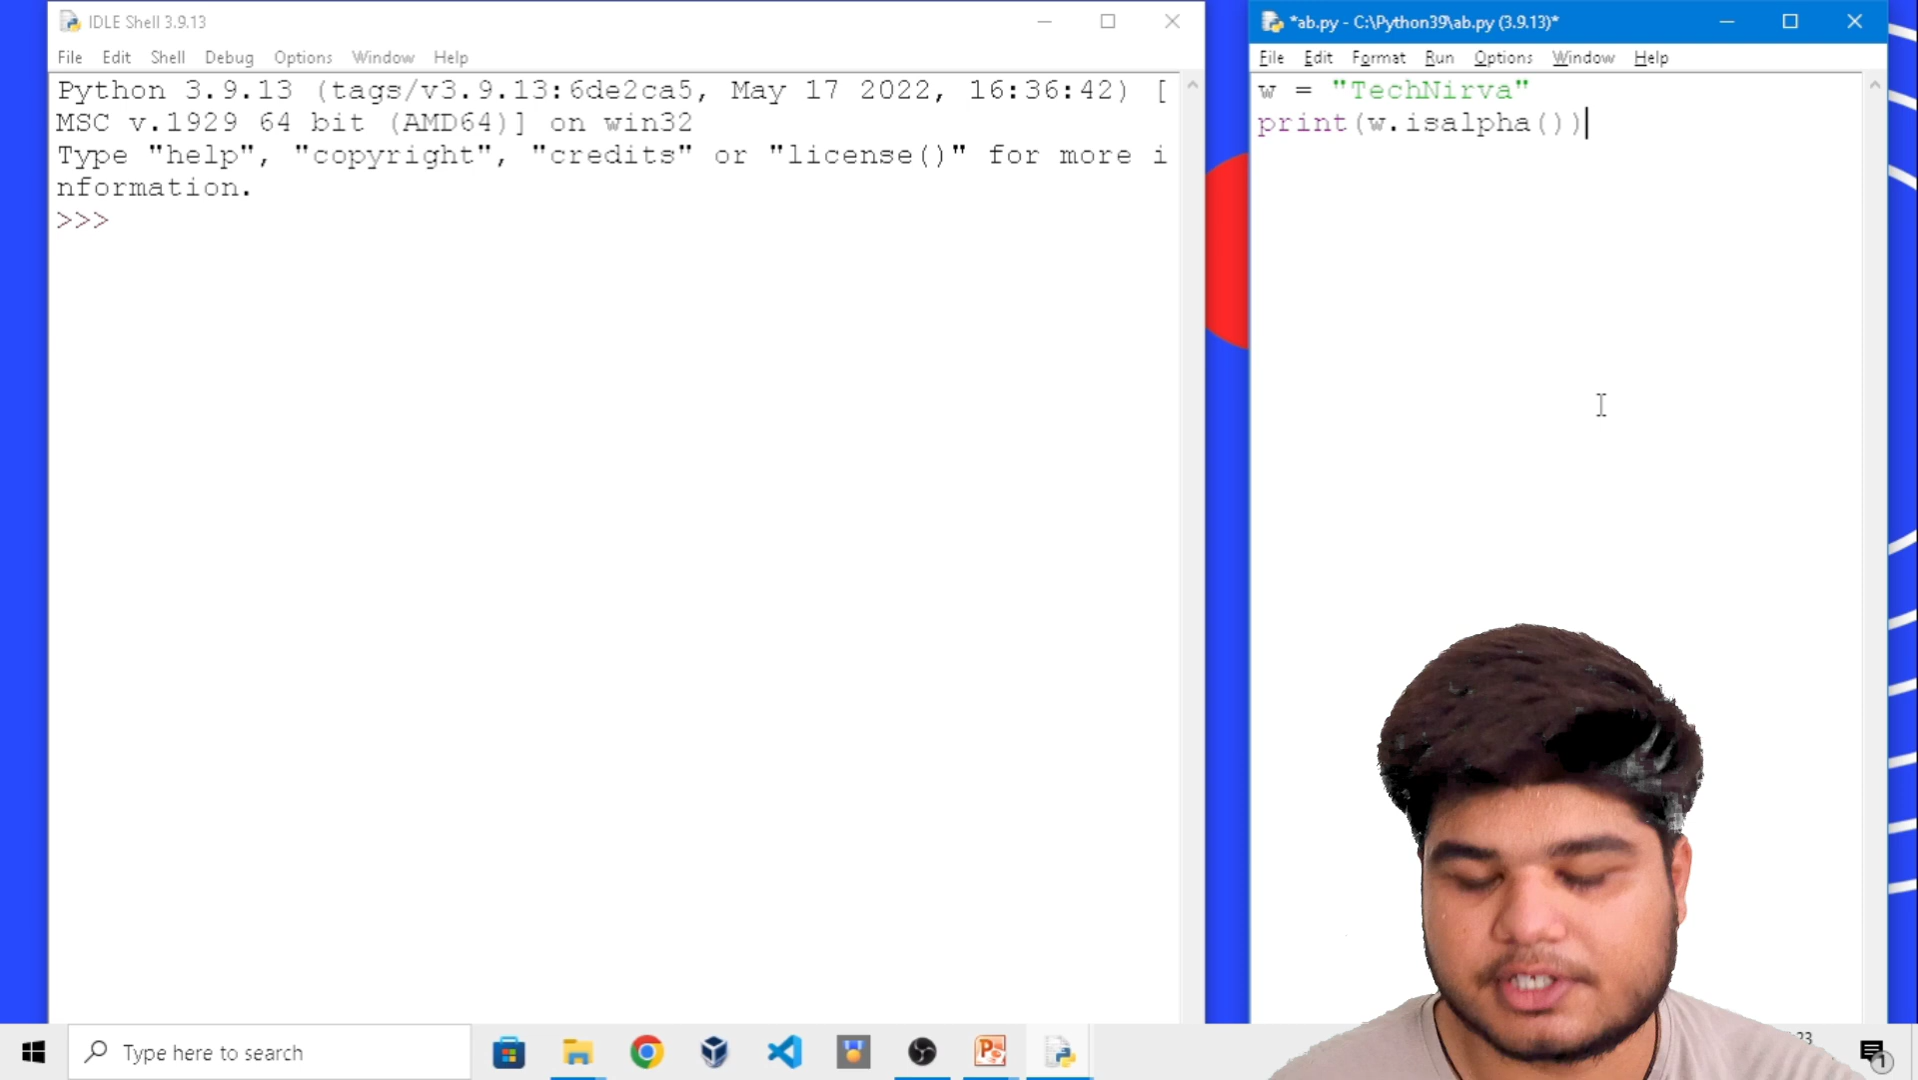 IDLE Shell 3.9.13
File Edit Shell Debug Options Window Help
Python 3.9.13 (tags/v3.9.13:6de2ca5, May 17 2022, 16:36:42) [
MSC v.1929 64 bit (AMD64)] on win32
Type "help", "copyright", "credits" or "license()" for more i
nformation.
>>>
*ab.py - C:\Python39\ab.py (3.9.13)*
File Edit Format Run Options Window Help
w = "TechNirva"
print(w.isalpha())
Type here to search
23
1